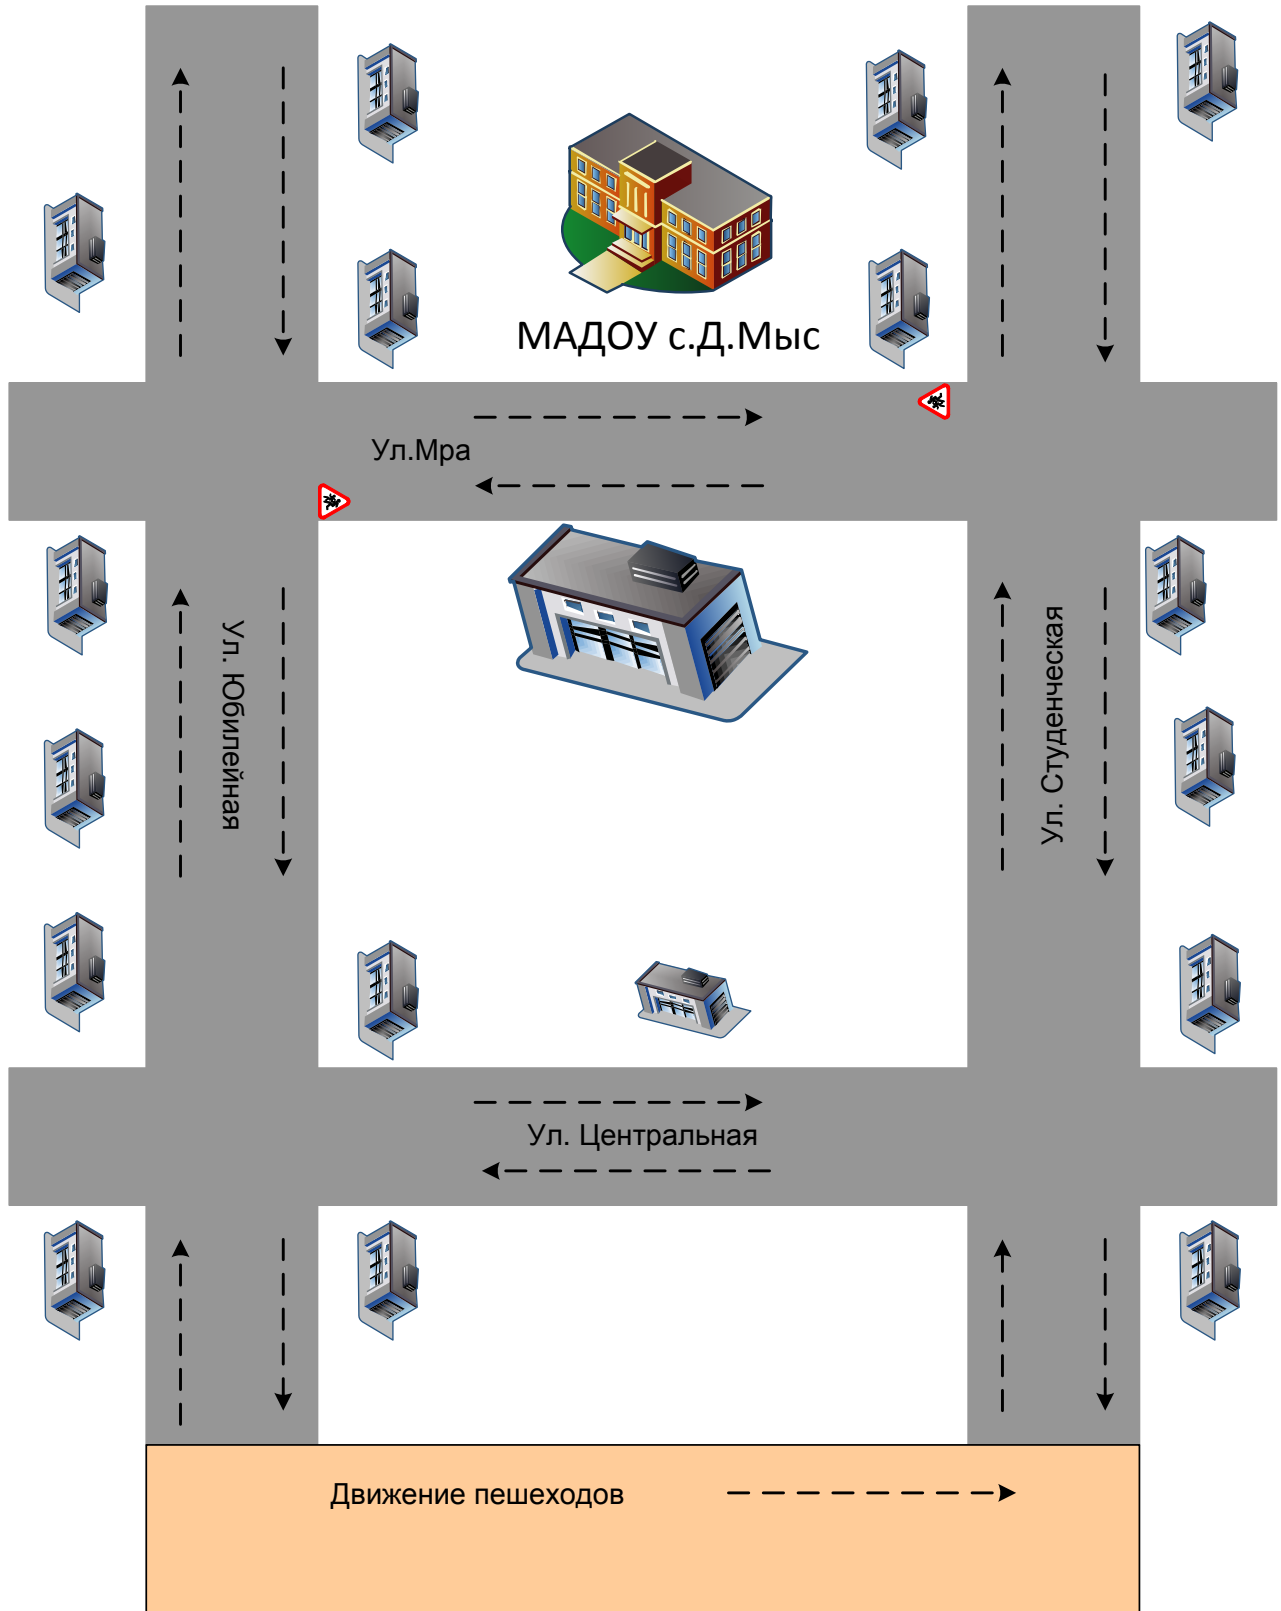 МАДОУ с.Д.Мыс
Ул.Мра
Ул. Юбилейная
Ул. Студенческая
Ул. Центральная
Движение пешеходов